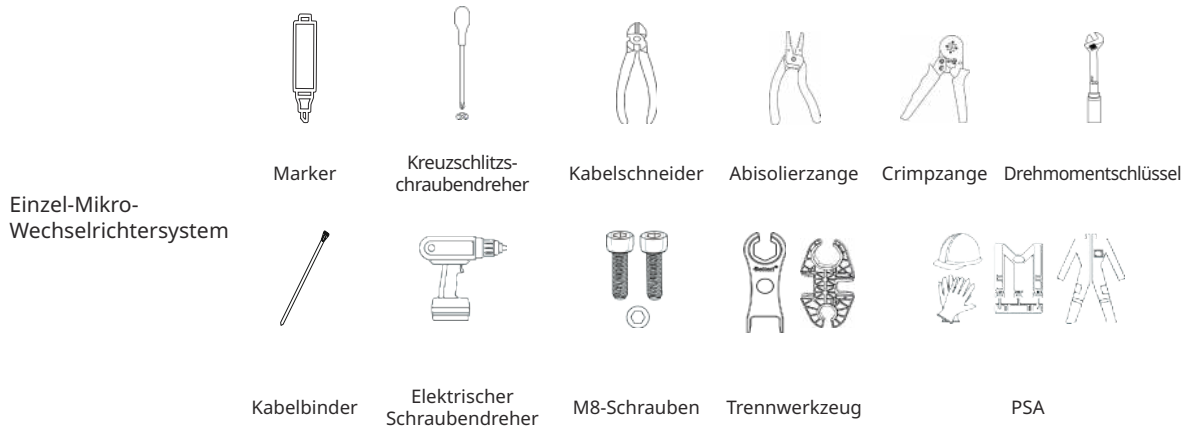 Einzel-Mikro-
Wechselrichtersystem
Marker
Kreuzschlitzs-
chraubendreher
Kabelschneider
Abisolierzange
Crimpzange
Drehmomentschlüssel
Kabelbinder
Elektrischer
Schraubendreher
M8-Schrauben
Trennwerkzeug
PSA